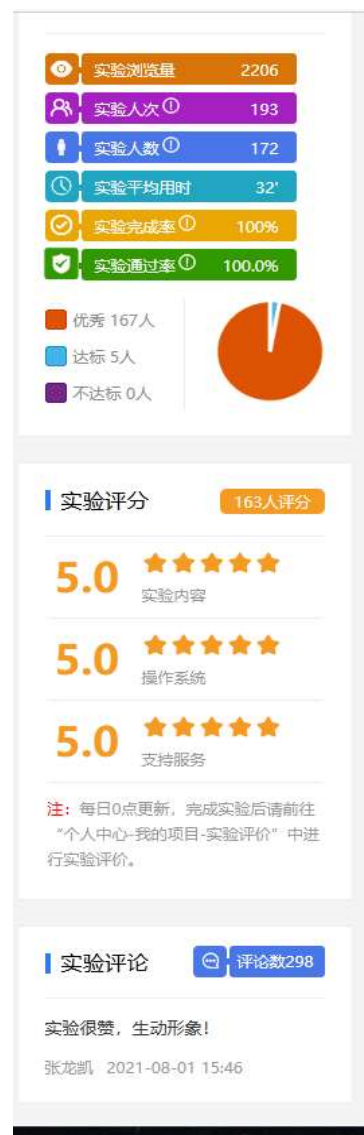 实验浏览量 2206
实验人次 193
实验人数 172
实验平均用时 32'
实验完成率 100%
实验通过率 100.0%
优秀 167人
达标 5人
不达标 0人
实验评分 163人评分
5.0 实验内容
5.0 操作系统
5.0 支持服务
注：每日0点更新，完成实验后请前往
“个人中心-我的项目-实验评价”中进
行实验评价。
实验评论 评论数298
实验很赞，生动形象！
张龙凯 2021-08-01 15:46